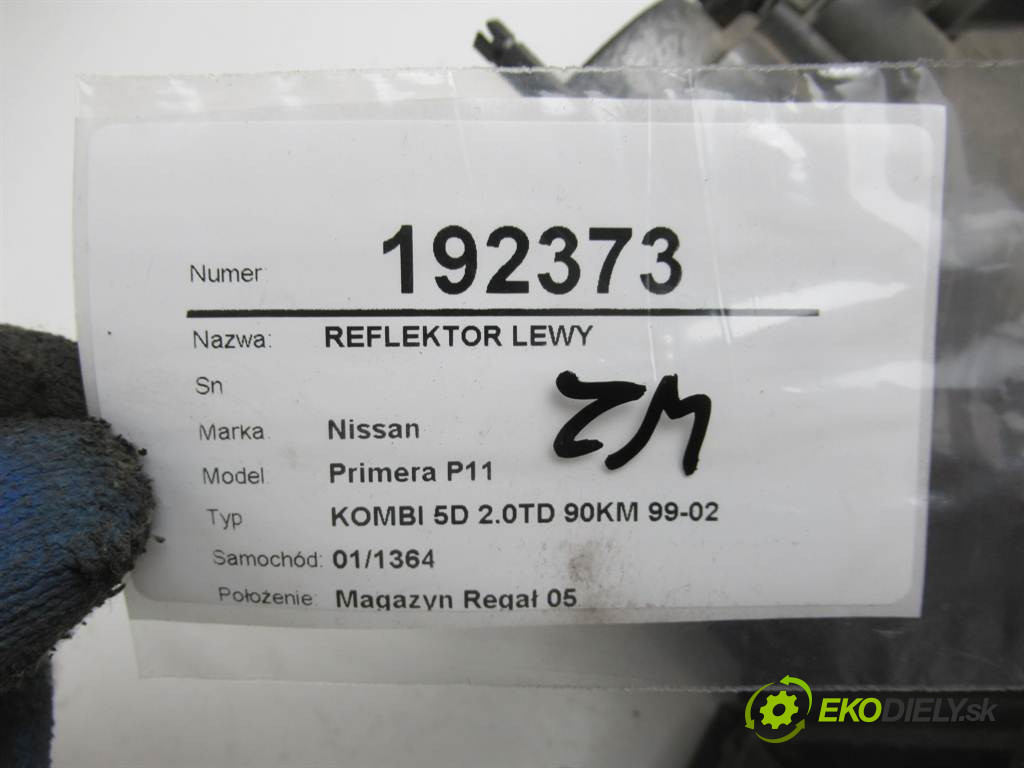 Numer 192373
Nazwa: REFLEKTOR LEWY
Sn
Marka Nissan
Model Primera P11
Typ KOMBI 5D 2.0TD 90KM 99-02
Samochód: 01/1364
Położenie: Magazyn Regał 05
EKODIELY.sk